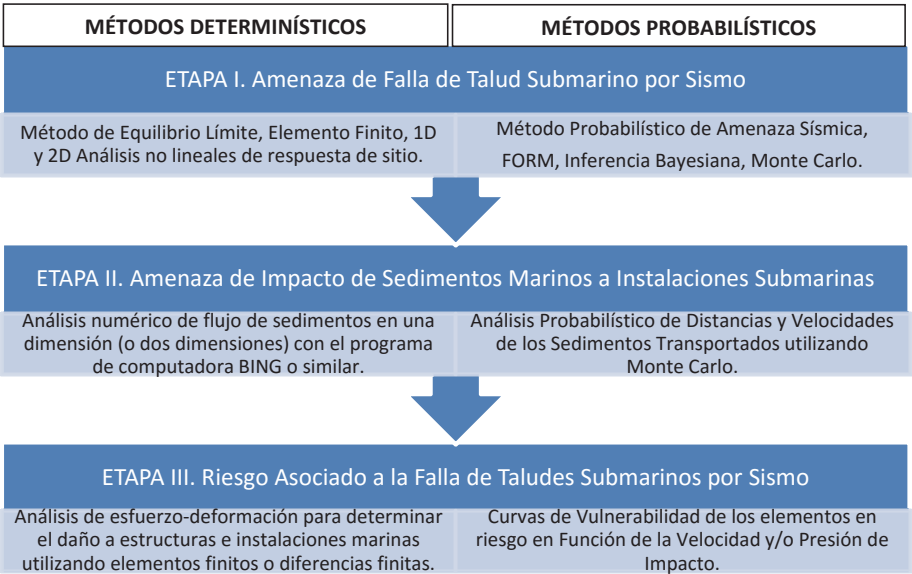 MÉTODOS DETERMINÍSTICOS
MÉTODOS PROBABILÍSTICOS
ETAPA I. Amenaza de Falla de Talud Submarino por Sismo
Método de Equilibrio Límite, Elemento Finito, 1D
y 2D Análisis no lineales de respuesta de sitio.
Método Probabilístico de Amenaza Sísmica,
FORM, Inferencia Bayesiana, Monte Carlo.
ETAPA II. Amenaza de Impacto de Sedimentos Marinos a Instalaciones Submarinas
Análisis numérico de flujo de sedimentos en una
dimensión (o dos dimensiones) con el programa
de computadora BING o similar.
Análisis Probabilístico de Distancias y Velocidades
de los Sedimentos Transportados utilizando
Monte Carlo.
ETAPA III. Riesgo Asociado a la Falla de Taludes Submarinos por Sismo
Análisis de esfuerzo-deformación para determinar
el daño a estructuras e instalaciones marinas
utilizando elementos finitos o diferencias finitas.
Curvas de Vulnerabilidad de los elementos en
riesgo en Función de la Velocidad y/o Presión de
Impacto.